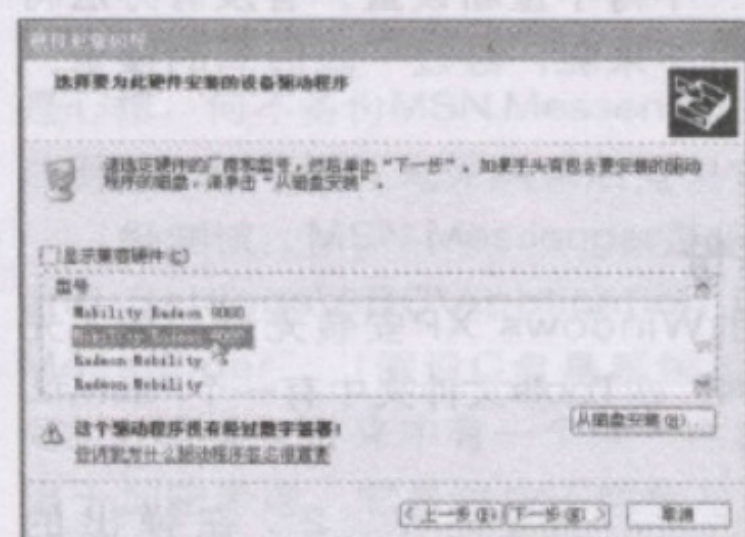 硬件更新向导
选择要为此硬件安装的设备驱动程序
请选定硬件的厂商和型号，然后单击“下一步”。如果手头有包含要安装的驱动
程序的磁盘，请单击“从磁盘安装”。
显示兼容硬件(C)
型号
Mobility Radeon 9000
Mobility Radeon
Radeon Mobility
Radeon Mobility
这个驱动程序没有经过数字签署!
告诉我为什么驱动程序签名很重要
从磁盘安装(H)...
< 上一步(B)
下一步(N) >
取消